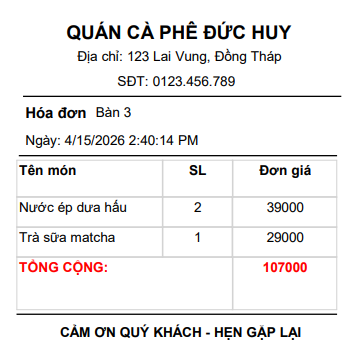 QUÁN CÀ PHÊ ĐỨC HUY
Địa chỉ: 123 Lai Vung, Đồng Tháp
SĐT: 0123.456.789
Hóa đơn Bàn 3
Ngày: 4/15/2026 2:40:14 PM
Tên món SL Đơn giá
Nước ép dưa hấu 2 39000
Trà sữa matcha 1 29000
TỔNG CỘNG: 107000
CẢM ƠN QUÝ KHÁCH - HẸN GẶP LẠI